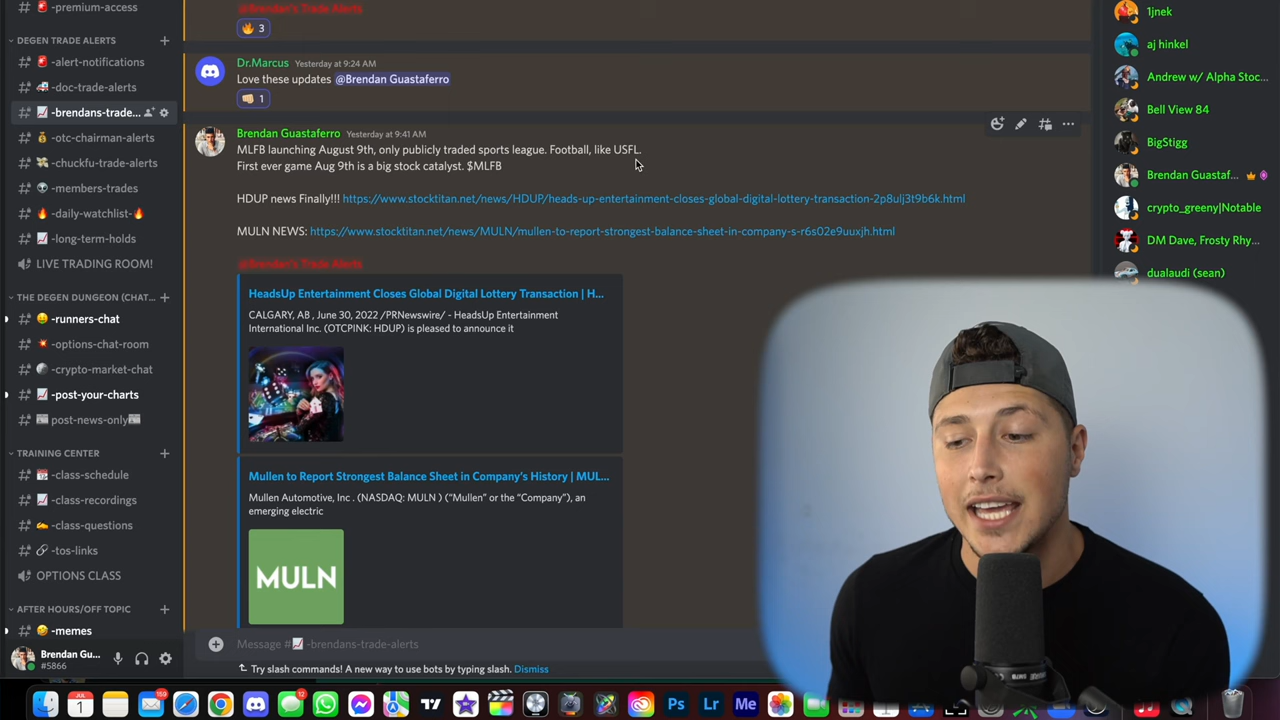 -premium-access
DEGEN TRADE ALERTS
-alert-notifications
-doc-trade-alerts
-brendans-trade...
-otc-chairman-alerts
-chuckfu-trade-alerts
-members-trades
-daily-watchlist-
-long-term-holds
LIVE TRADING ROOM!
THE DEGEN DUNGEON (CHAT...
-runners-chat
-options-chat-room
-crypto-market-chat
-post-your-charts
post-news-only
TRAINING CENTER
-class-schedule
-class-recordings
-class-questions
-tos-links
OPTIONS CLASS
AFTER HOURS/OFF TOPIC
-memes
Brendan Gu...
#5866
@Brendan's Trade Alerts
3
Dr.Marcus Yesterday at 9:24 AM
Love these updates @Brendan Guastaferro
1
Brendan Guastaferro Yesterday at 9:41 AM
MLFB launching August 9th, only publicly traded sports league. Football, like USFL.
First ever game Aug 9th is a big stock catalyst. $MLFB
HDUP news Finally!!! https://www.stocktitan.net/news/HDUP/heads-up-entertainment-closes-global-digital-lottery-transaction-2p8ulj3t9b6k.html
MULN NEWS: https://www.stocktitan.net/news/MULN/mullen-to-report-strongest-balance-sheet-in-company-s-r6s02e9uuxjh.html
@Brendan's Trade Alerts
HeadsUp Entertainment Closes Global Digital Lottery Transaction | H...
CALGARY, AB , June 30, 2022 /PRNewswire/ - HeadsUp Entertainment
International Inc. (OTCPINK: HDUP) is pleased to announce it
Mullen to Report Strongest Balance Sheet in Company's History | MUL...
Mullen Automotive, Inc . (NASDAQ: MULN ) ("Mullen" or the "Company"), an
emerging electric
MULN
Message # -brendans-trade-alerts
Try slash commands! A new way to use bots by typing slash. Dismiss
1jnek
aj hinkel
Andrew w/ Alpha Stoc...
Bell View 84
BigStigg
Brendan Guastaf...
crypto_greeny|Notable
DM Dave, Frosty Rhy...
dualaudi (sean)
JUL
1
Ps
Lr
Me